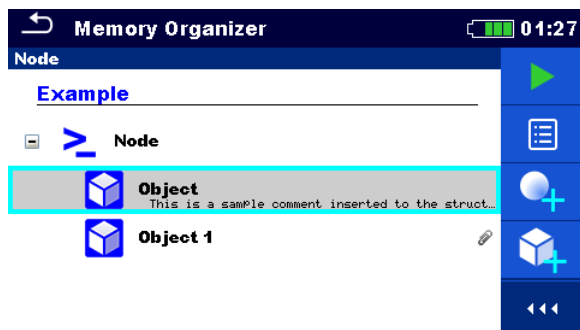 Memory Organizer 01:27
Node
Example
Node
Object
This is a sample comment inserted to the struct…
Object 1